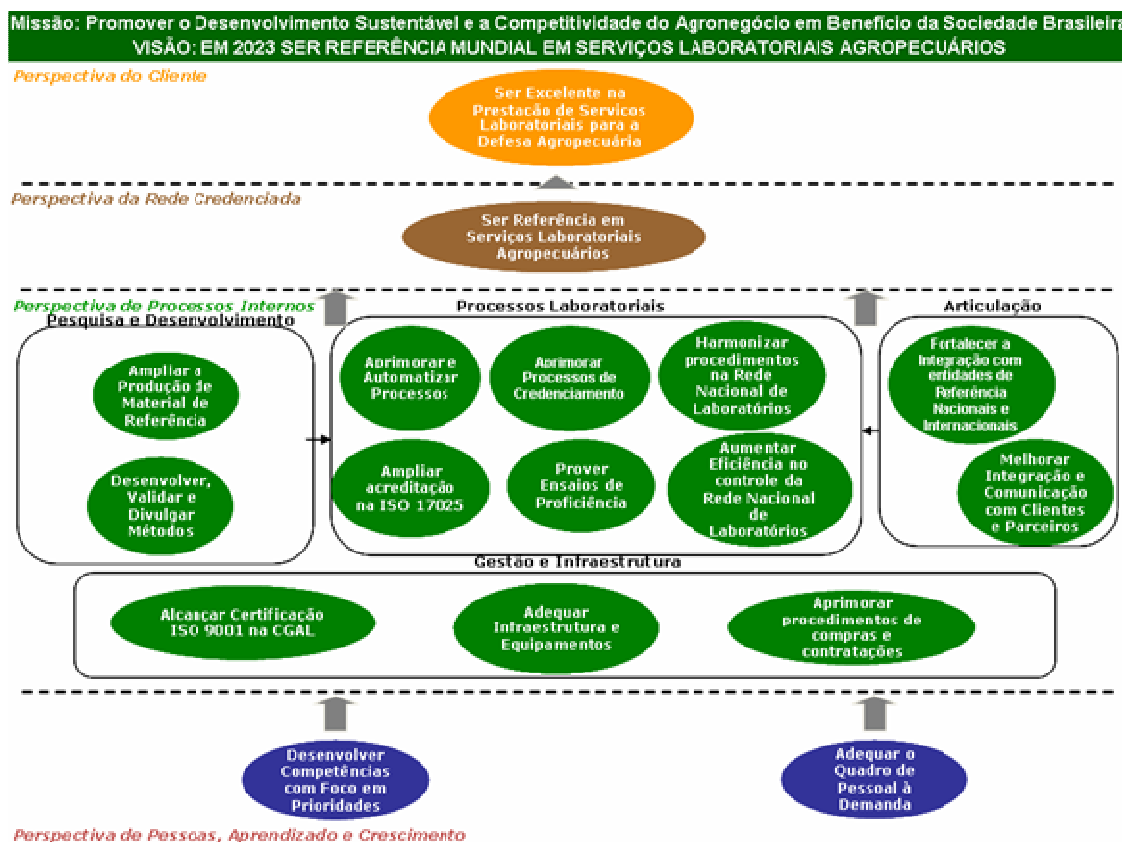 Missão: Promover o Desenvolvimento Sustentável e a Competitividade do Agronegócio em Benefício da Sociedade Brasileira
VISÃO: EM 2023 SER REFERÊNCIA MUNDIAL EM SERVIÇOS LABORATORIAIS AGROPECUÁRIOS
Perspectiva do Cliente
Ser Excelente na
Prestação de Serviços
Laboratoriais para a
Defesa Agropecuária
Perspectiva da Rede Credenciada
Ser Referência em
Serviços Laboratoriais
Agropecuários
Perspectiva de Processos Internos
Pesquisa e Desenvolvimento
Ampliar a
Produção de
Material de
Referência
Desenvolver,
Validar e
Divulgar
Métodos
Processos Laboratoriais
Aprimorar e
Automatizar
Processos
Aprimorar
Processos de
Credenciamento
Harmonizar
procedimentos
na Rede
Nacional de
Laboratórios
Ampliar
acreditação
na ISO 17025
Prover
Ensaios de
Proficiência
Aumentar
Eficiência no
controle da
Rede Nacional
de
Laboratórios
Articulação
Fortalecer a
Integração com
entidades de
Referência
Nacionais e
Internacionais
Melhorar
Integração e
Comunicação
com Clientes
e Parceiros
Gestão e Infraestrutura
Alcançar Certificação
ISO 9001 na CGAL
Adequar
Infraestrutura e
Equipamentos
Aprimorar
procedimentos de
compras e
contratações
Desenvolver
Competências
com Foco em
Prioridades
Adequar o
Quadro de
Pessoal à
Demanda
Perspectiva de Pessoas, Aprendizado e Crescimento